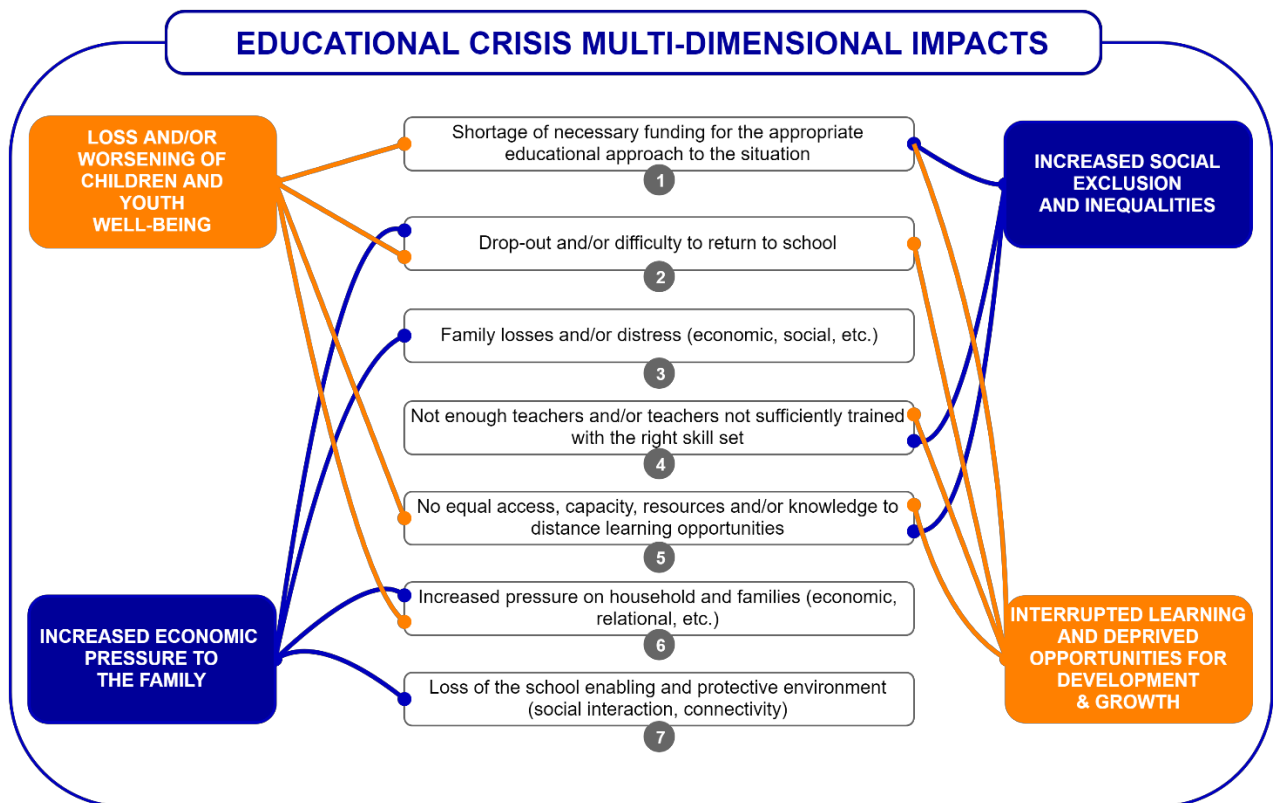 EDUCATIONAL CRISIS MULTI-DIMENSIONAL IMPACTS
LOSS AND/OR
WORSENING OF
CHILDREN AND
YOUTH
WELL-BEING
INCREASED ECONOMIC
PRESSURE TO
THE FAMILY
Shortage of necessary funding for the appropriate
educational approach to the situation
1
Drop-out and/or difficulty to return to school
2
Family losses and/or distress (economic, social, etc.)
3
Not enough teachers and/or teachers not sufficiently trained
with the right skill set
4
No equal access, capacity, resources and/or knowledge to
distance learning opportunities
5
Increased pressure on household and families (economic,
relational, etc.)
6
Loss of the school enabling and protective environment
(social interaction, connectivity)
7
INCREASED SOCIAL
EXCLUSION
AND INEQUALITIES
INTERRUPTED LEARNING
AND DEPRIVED
OPPORTUNITIES FOR
DEVELOPMENT
& GROWTH